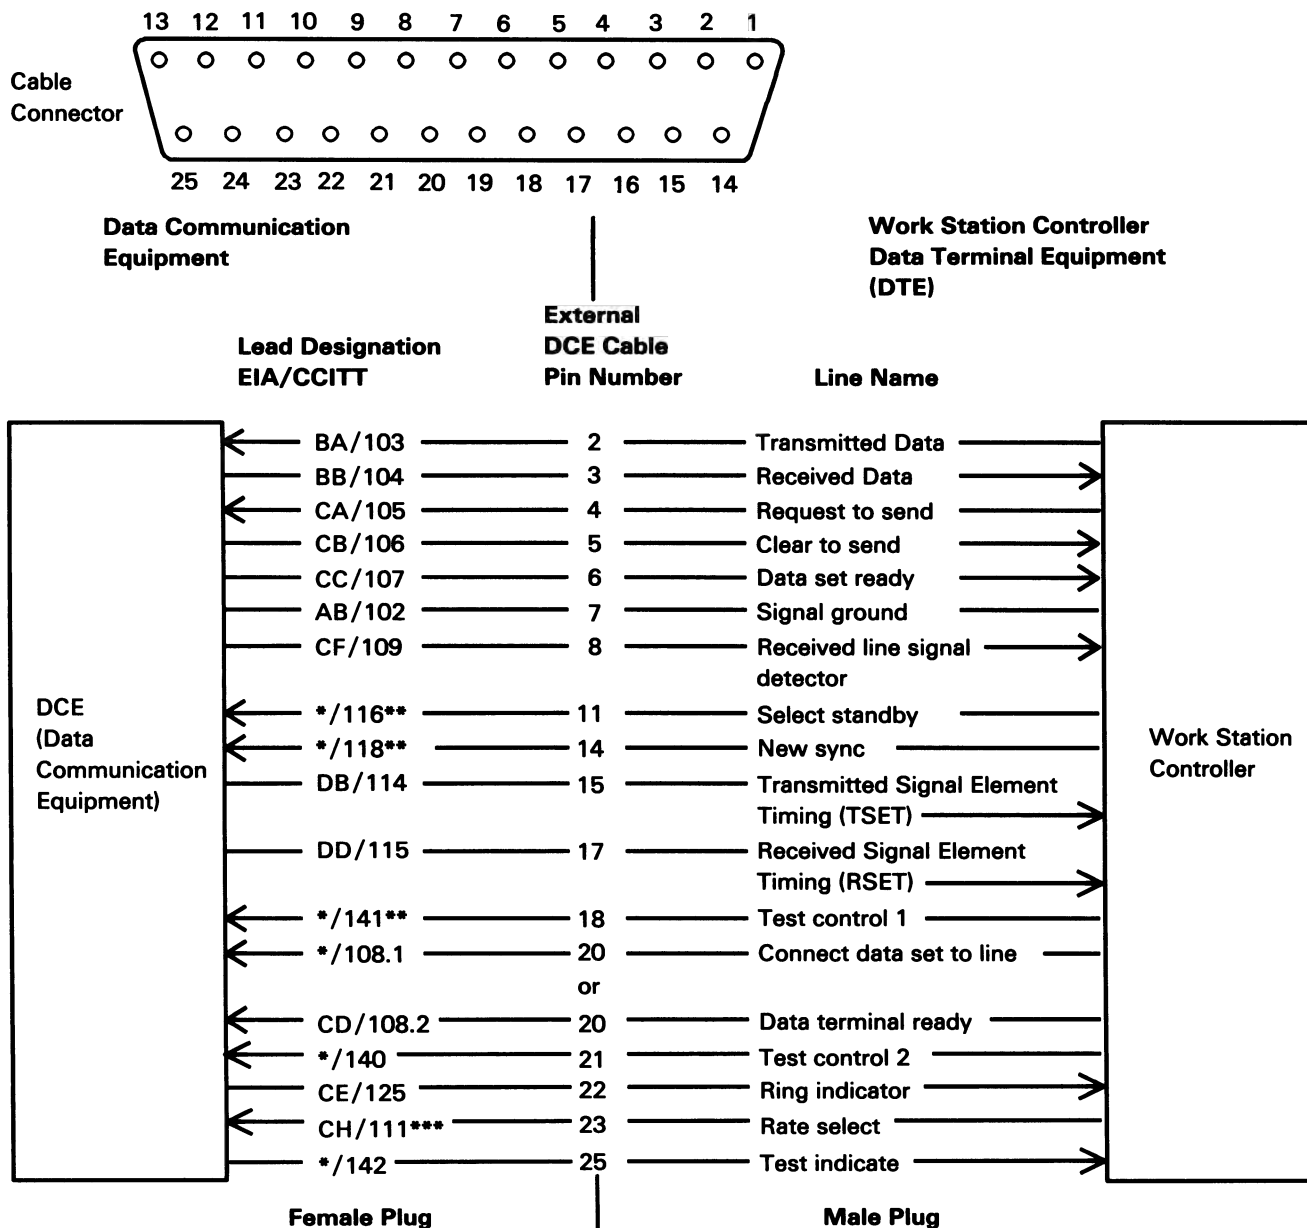 13 12 11 10 9 8 7 6 5 4 3 2 1
Cable
Connector
25 24 23 22 21 20 19 18 17 16 15 14
Data Communication
Equipment
Work Station Controller
Data Terminal Equipment
(DTE)
External
DCE Cable
Pin Number
Lead Designation
EIA/CCITT
Line Name
BA/103 2 Transmitted Data
BB/104 3 Received Data
CA/105 4 Request to send
CB/106 5 Clear to send
CC/107 6 Data set ready
AB/102 7 Signal ground
CF/109 8 Received line signal
detector
DCE
(Data
Communication
Equipment)
*/116** 11 Select standby
*/118** 14 New sync
DB/114 15 Transmitted Signal Element
Timing (TSET)
DD/115 17 Received Signal Element
Timing (RSET)
*/141** 18 Test control 1
*/108.1 20 Connect data set to line
or
CD/108.2 20 Data terminal ready
*/140 21 Test control 2
CE/125 22 Ring indicator
CH/111*** 23 Rate select
*/142 25 Test indicate
Work Station
Controller
Female Plug
Male Plug